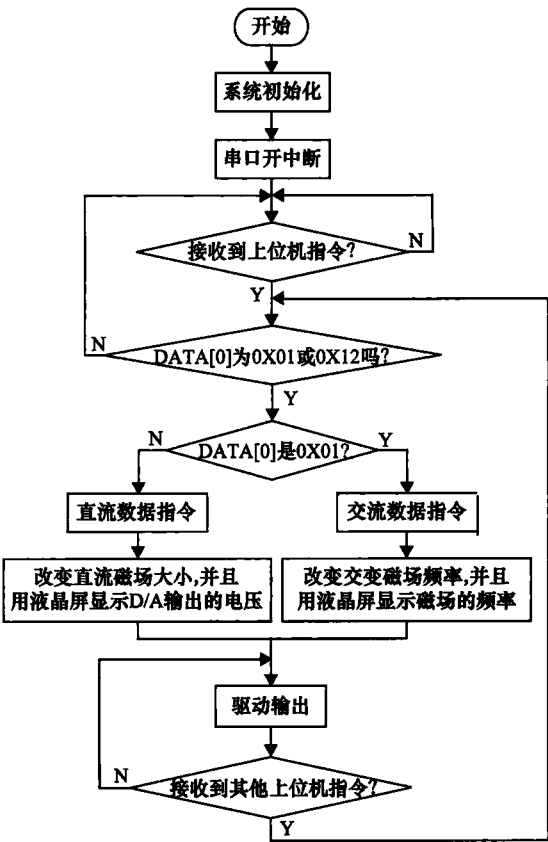 开始
系统初始化
串口开中断
接收到上位机指令?
N
Y
DATA[0]为0X01或0X12吗?
N
Y
DATA[0]是0X01?
N
Y
直流数据指令
交流数据指令
改变直流磁场大小,并且
用液晶屏显示D/A输出的电压
改变交变磁场频率,并且
用液晶屏显示磁场的频率
驱动输出
接收到其他上位机指令?
N
Y